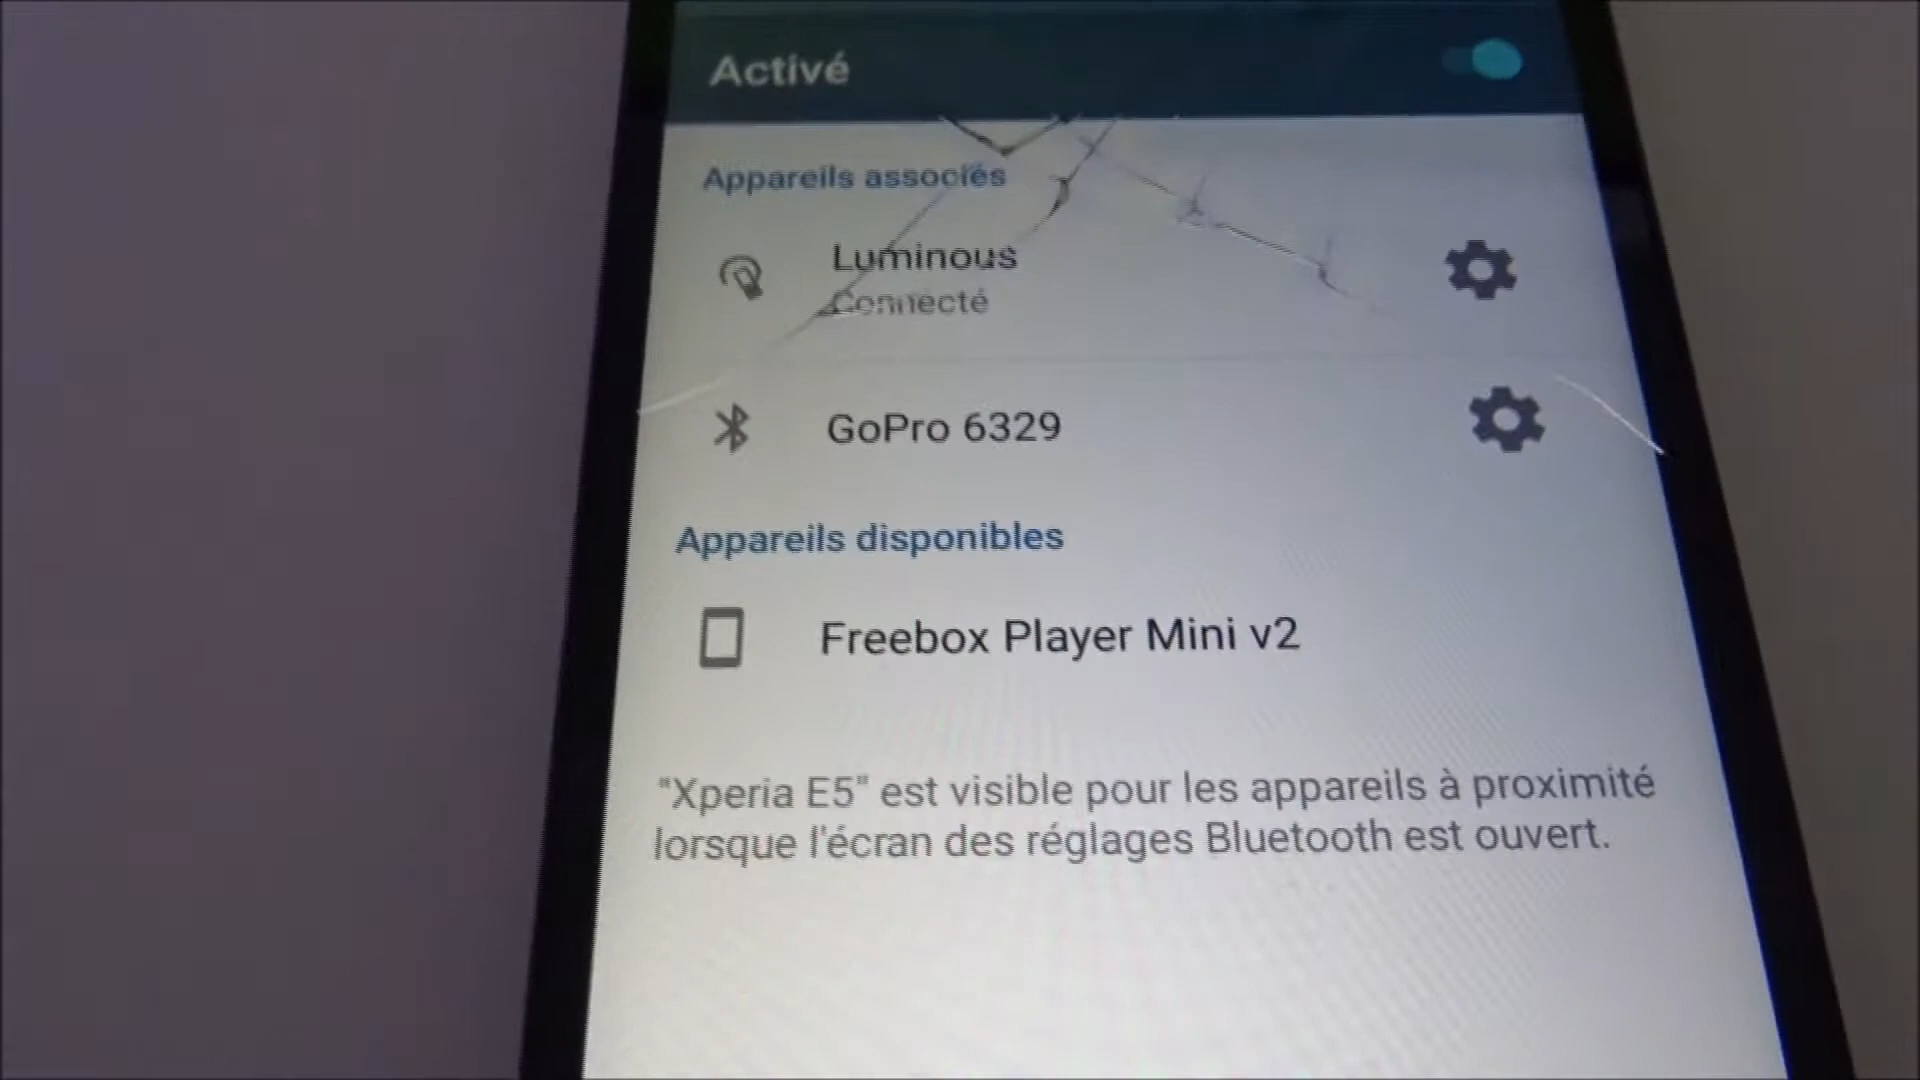 Activé
Appareils associés
Luminous
Connecté
GoPro 6329
Appareils disponibles
Freebox Player Mini v2
"Xperia E5" est visible pour les appareils à proximité
lorsque l'écran des réglages Bluetooth est ouvert.